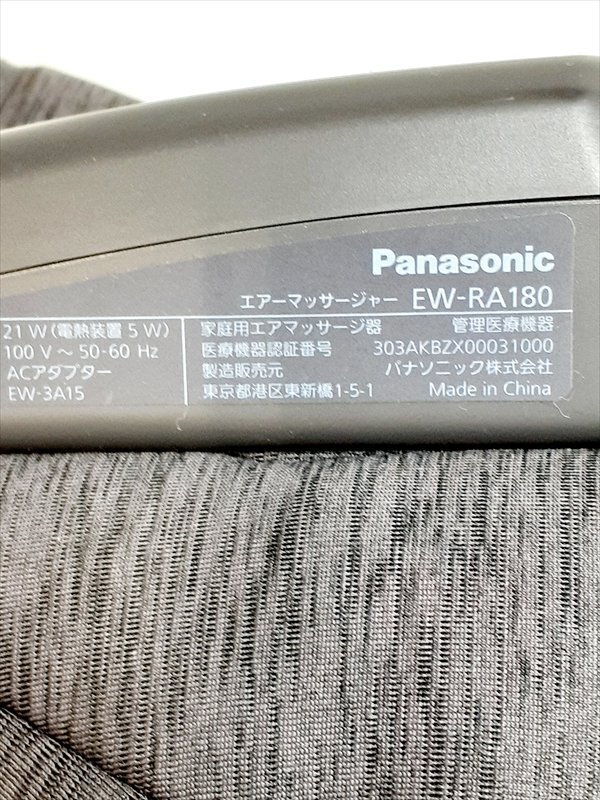 Panasonic
エアーマッサージャー EW-RA180
21 W (電熱装置 5 W)
100 V ～ 50-60 Hz
ACアダプター
EW-3A15
家庭用エアマッサージ器 管理医療機器
医療機器認証番号 303AKBZX00031000
製造販売元 パナソニック株式会社
東京都港区東新橋1-5-1 Made in China